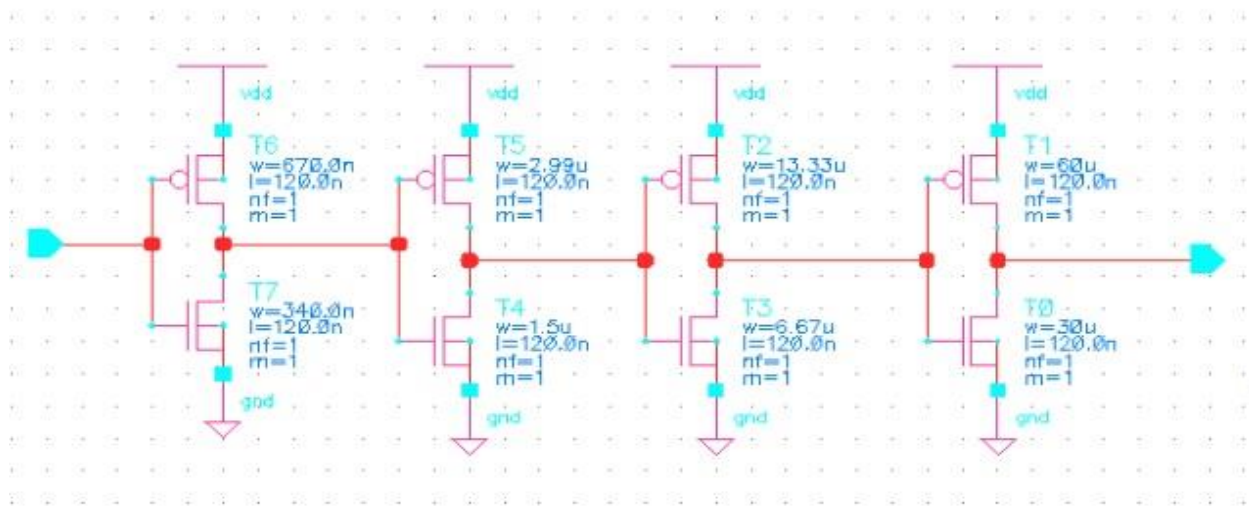 vdd
T6
w=670.0n
l=120.0n
nf=1
m=1
T7
w=340.0n
l=120.0n
nf=1
m=1
gnd
vdd
T5
w=2.99u
l=120.0n
nf=1
m=1
T4
w=1.5u
l=120.0n
nf=1
m=1
gnd
vdd
T2
w=13.33u
l=120.0n
nf=1
m=1
T3
w=6.67u
l=120.0n
nf=1
m=1
gnd
vdd
T1
w=60u
l=120.0n
nf=1
m=1
T0
w=30u
l=120.0n
nf=1
m=1
gnd